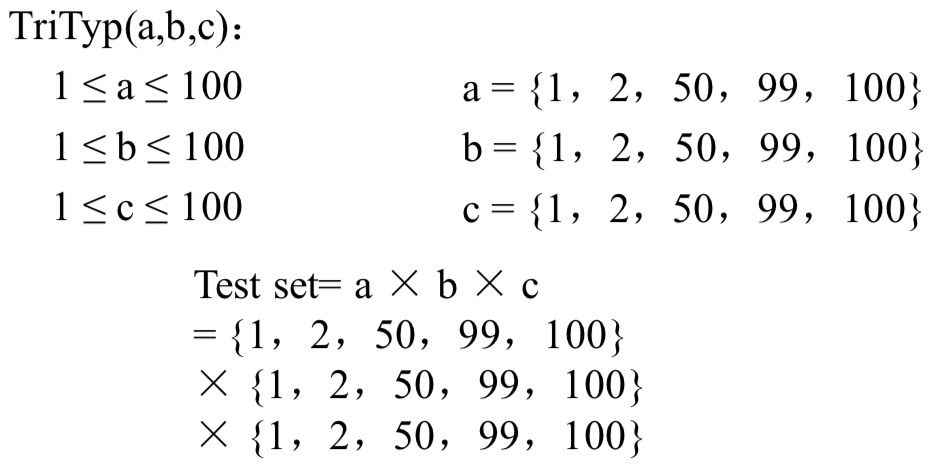 TriTyp(a,b,c):
1 ≤ a ≤ 100 a = {1，2，50，99，100}
1 ≤ b ≤ 100 b = {1，2，50，99，100}
1 ≤ c ≤ 100 c = {1，2，50，99，100}
Test set= a × b × c
= {1，2，50，99，100}
× {1，2，50，99，100}
× {1，2，50，99，100}